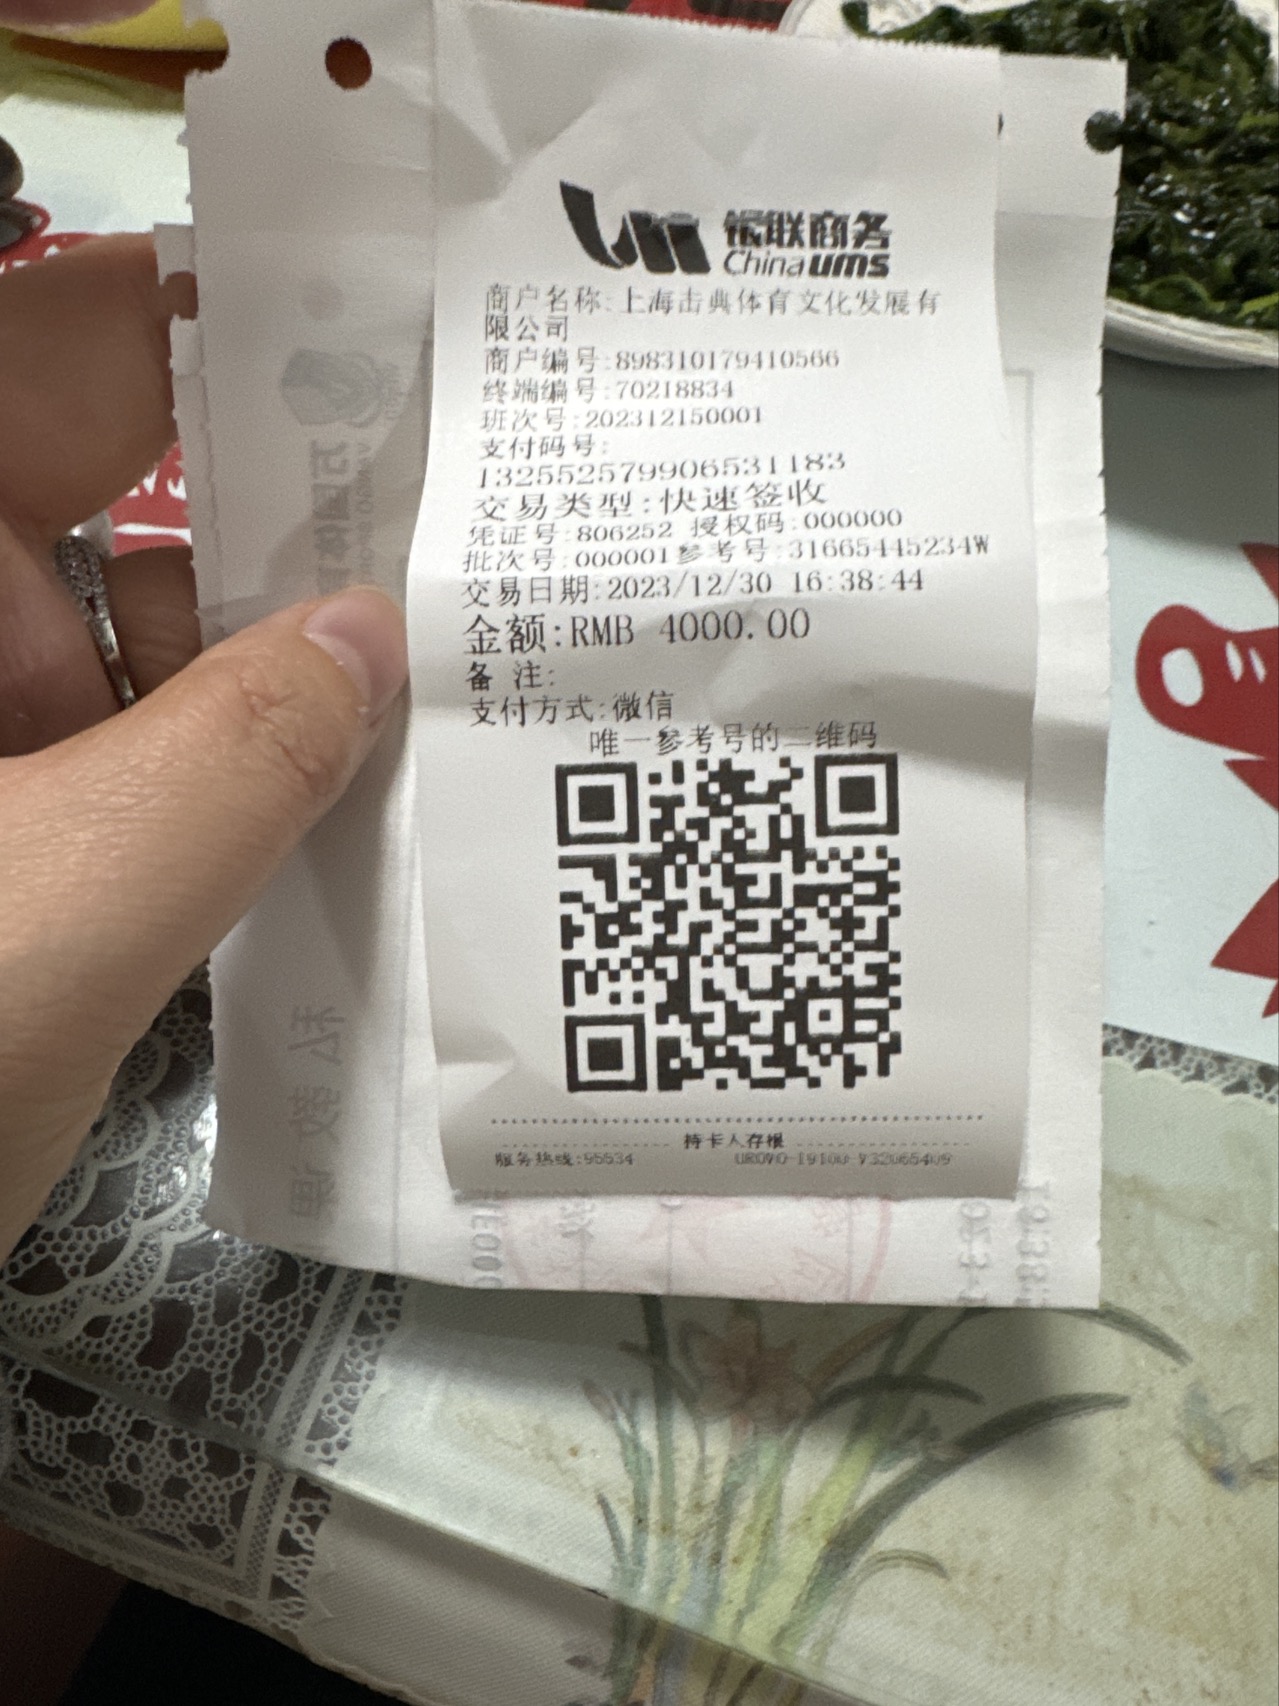 银联商务
China ums
商户名称:上海击典体育文化发展有
限公司
商户编号:898310179410566
终端编号:70218834
班次号:202312150001
支付码号:
132552579906531183
交易类型:快速签收
凭证号:806252 授权码:000000
批次号:000001参考号:31665445234W
交易日期:2023/12/30 16:38:44
金额:RMB 4000.00
备 注:
支付方式:微信
唯一参考号的二维码
持卡人存根
服务热线:95534 UROVO-I9100-V32065409